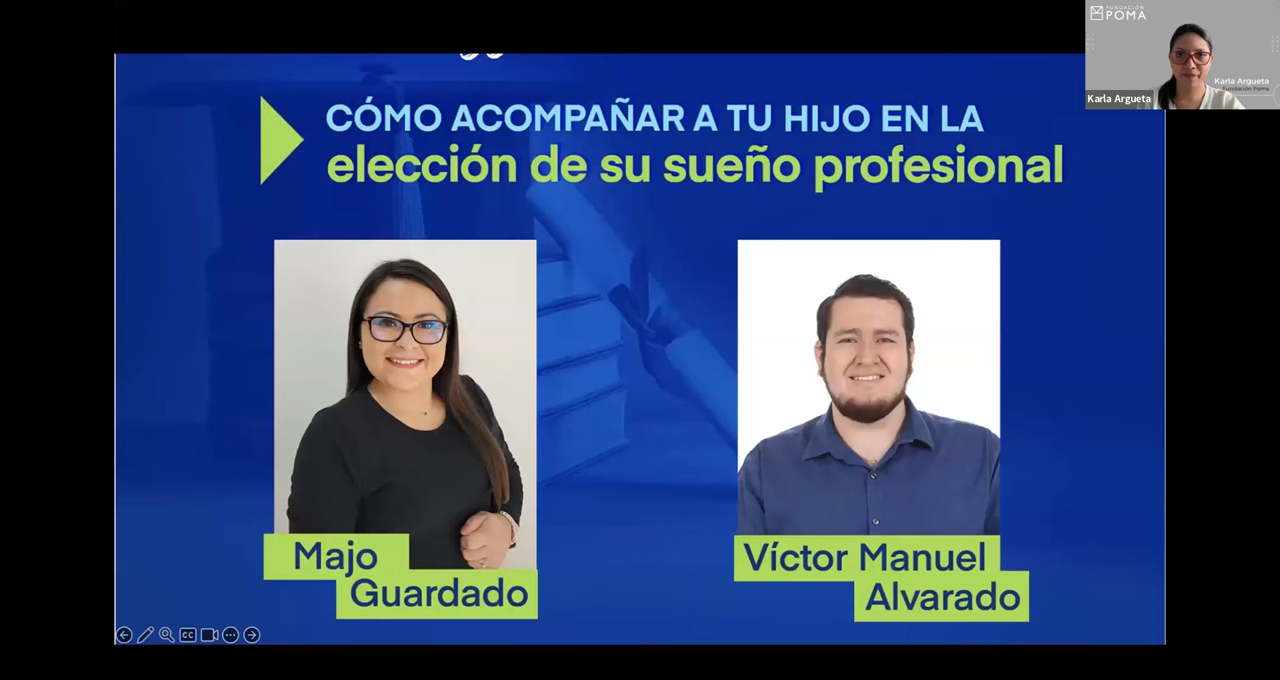 FUNDACIÓN
POMA
Karla Argueta
Fundación Poma
Karla Argueta
CÓMO ACOMPAÑAR A TU HIJO EN LA
elección de su sueño profesional
Majo
Guardado
Víctor Manuel
Alvarado
CC